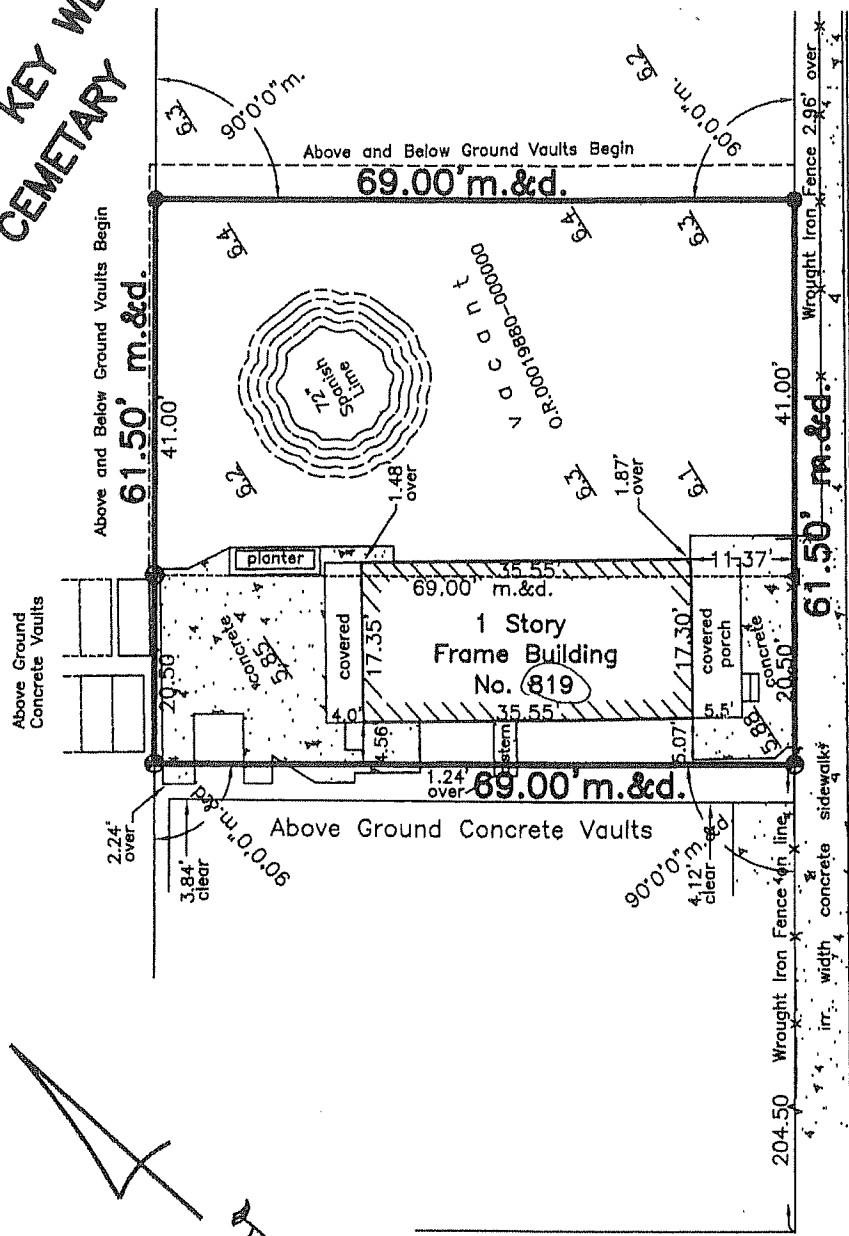 KEY
CEMETARY
6.3
90°0'0"m.
6.2
90°0'0"m.
Wrought Iron Fence 2.96' over
Above and Below Ground Vaults Begin
69.00'm.&d.
Above and Below Ground Vaults Begin
61.50' m.&d.
41.00'
6.4
6.4
6.3
72"
Spanish
Lime
vacant
O.R.00019880-000000
41.00'
61.50' m.&d.
6.2
1.48'
over
6.3
1.87'
over
6.1
Above Ground
Concrete Vaults
planter
35.55'
69.00' m.&d.
11.37'
20.50'
concrete
5.85
covered
17.35'
1 Story
Frame Building
No. 819
17.30'
covered
porch
concrete
20.50'
4.0'
35.55'
5.5'
5.88
4.56'
stern
5.07'
1.24'
over
69.00'm.&d.
2.24'
over
3.84'
clear
90°0'0"m.&d
Above Ground Concrete Vaults
90°0'0"m.&d
4.12'
clear
204.50
Wrought Iron Fence on line
irr. width concrete sidewalk